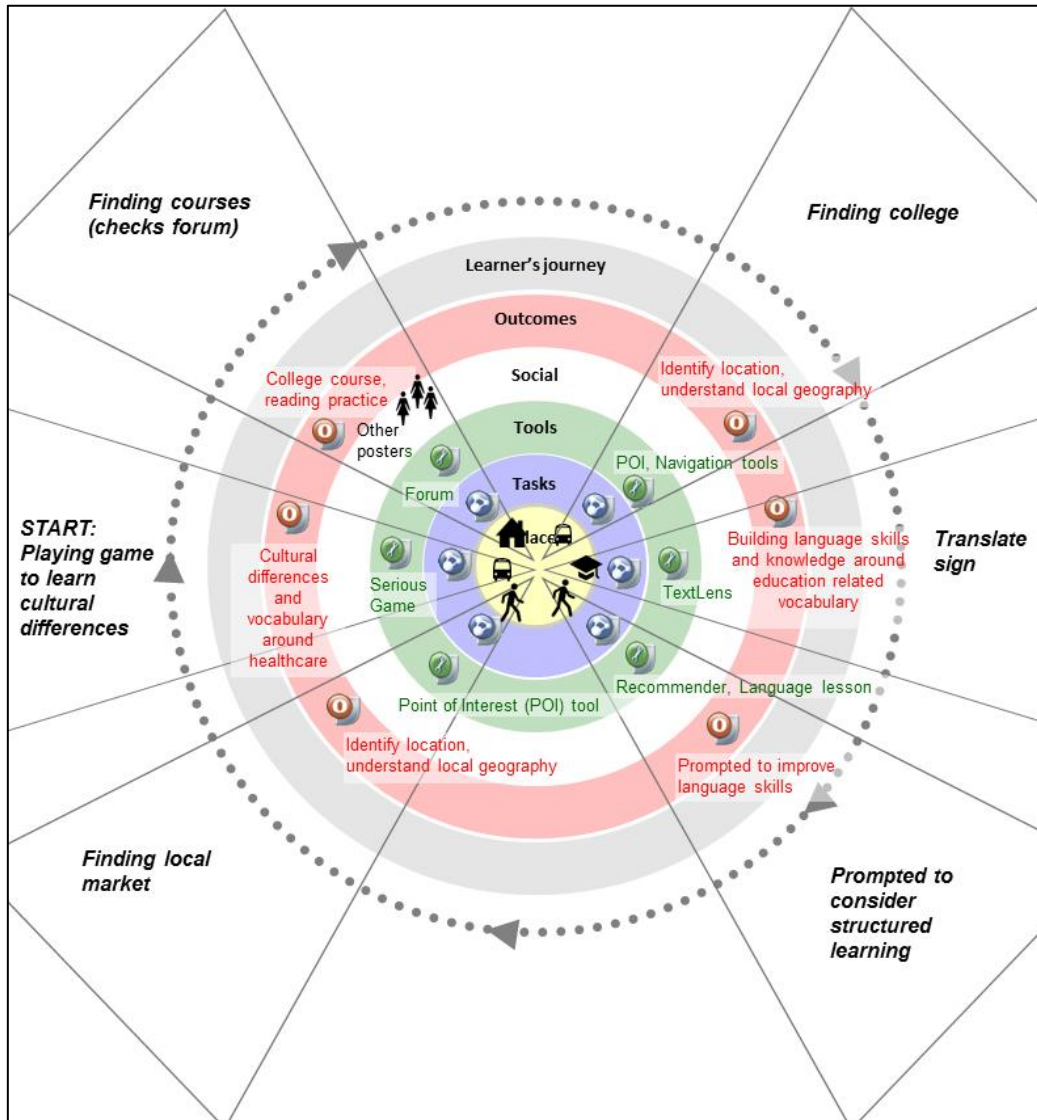 Finding courses
(checks forum)
Finding college
Learner's journey
Outcomes
Social
Tools
Tasks
College course,
reading practice
Other
posters
Forum
Identify location,
understand local geography
POI, Navigation tools
START:
Playing game
to learn
cultural
differences
Cultural
differences
and
vocabulary
around
healthcare
Serious
Game
TextLens
Building language skills
and knowledge around
education related
vocabulary
Translate
sign
Point of Interest (POI) tool
Recommender, Language lesson
Identify location,
understand local geography
Prompted to improve
language skills
Finding local
market
Prompted to
consider
structured
learning